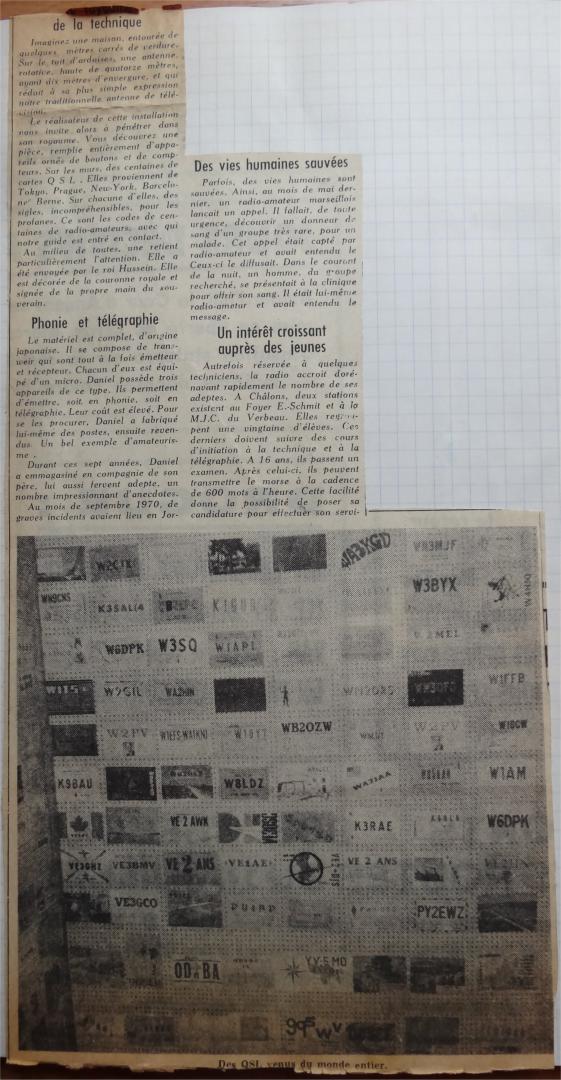 de la technique
Imaginez une maison, entourée de
quelques mètres carrés de verdure.
Sur le toit d'ardoises, une antenne
rotative, haute de quatorze mètres,
ayant dix mètres d'envergure, et qui
réduit à sa plus simple expression
notre traditionnelle antenne de télé-
vision.
Le réalisateur de cette installation
nous invite alors à pénétrer dans
son royaume. Vous découvrez une
pièce, remplie entièrement d'appa-
reils ornés de boutons et de comp-
teurs. Sur les murs, des centaines de
cartes Q S L . Elles proviennent de
Tokyo, Prague, New-York, Barcelo-
ne Berne. Sur chacune d'elles, des
sigles, incompréhensibles, pour les
profanes. Ce sont les codes de cen-
taines de radio-amateurs, avec qui
notre guide est entré en contact.
Au milieu de toutes, une retient
particulièrement l'attention. Elle a
été envoyée par le roi Hussein. Elle
est décorée de la couronne royale et
signée de la propre main du sou-
verain.
Phonie et télégraphie
Le matériel est complet, d'origine
japonaise. Il se compose de trans-
weir qui sont tout à la fois émetteur
et récepteur. Chacun d'eux est équi-
pé d'un micro. Daniel possède trois
appareils de ce type. Ils permettent
d'émettre, soit en phonie, soit en
télégraphie. Leur coût est élevé. Pour
se les procurer, Daniel a fabriqué
lui-même des postes, ensuite reven-
dus. Un bel exemple d'amateuris-
me .
Durant ces sept années, Daniel
a emmagasiné en compagnie de son
père, lui aussi fervent adepte, un
nombre impressionnant d'anecdotes.
Au mois de septembre 1970, de
graves incidents avaient lieu en Jor-
Des vies humaines sauvées
Parfois, des vies humaines sont
sauvées. Ainsi, au mois de mai der-
nier, un radio-amateur marseillais
lancait un appel. Il fallait, de toute
urgence, découvrir un donneur de
sang d'un groupe très rare, pour un
malade. Cet appel était capté par
radio-amateur et avait entendu le
Ceux-ci le diffusait. Dans le courant
de la nuit, un homme, du groupe
recherché, se présentait à la clinique
pour offrir son sang. Il était lui-même
radio-ametur et avait entendu le
message.
Un intérêt croissant
auprès des jeunes
Autrefois réservée à quelques
techniciens, la radio accroit doré-
navant rapidement le nombre de ses
adeptes. A Châlons, deux stations
existent au Foyer E.-Schmit et à la
M.J.C. du Verbeau. Elles regrou-
pent une vingtaine d'élèves. Ces
derniers doivent suivre des cours
d'initiation à la technique et à la
télégraphie. A 16 ans, ils passent un
examen. Après celui-ci, ils peuvent
transmettre le morse à la cadence
de 600 mots à l'heure. Cette facilité
donne la possibilité de poser sa
candidature pour effectuer son servi-
W2CTK WA3YGD
WN9CNS W3BYX
W6DPK W3SQ W1APL
W9GIL WA2HIN W1FFB
W2PV WB2OZW W2PV
K9BAU W8LDZ WA7IAA W1AM
VE 2 AWK K3RAE W6DPK
VE3GHZ VE3BMV VE 2 ANS VE1AE VE 2 ANS
VE3GCO PY2EWZ
YV-5 MO
Des QSL venus du monde entier.